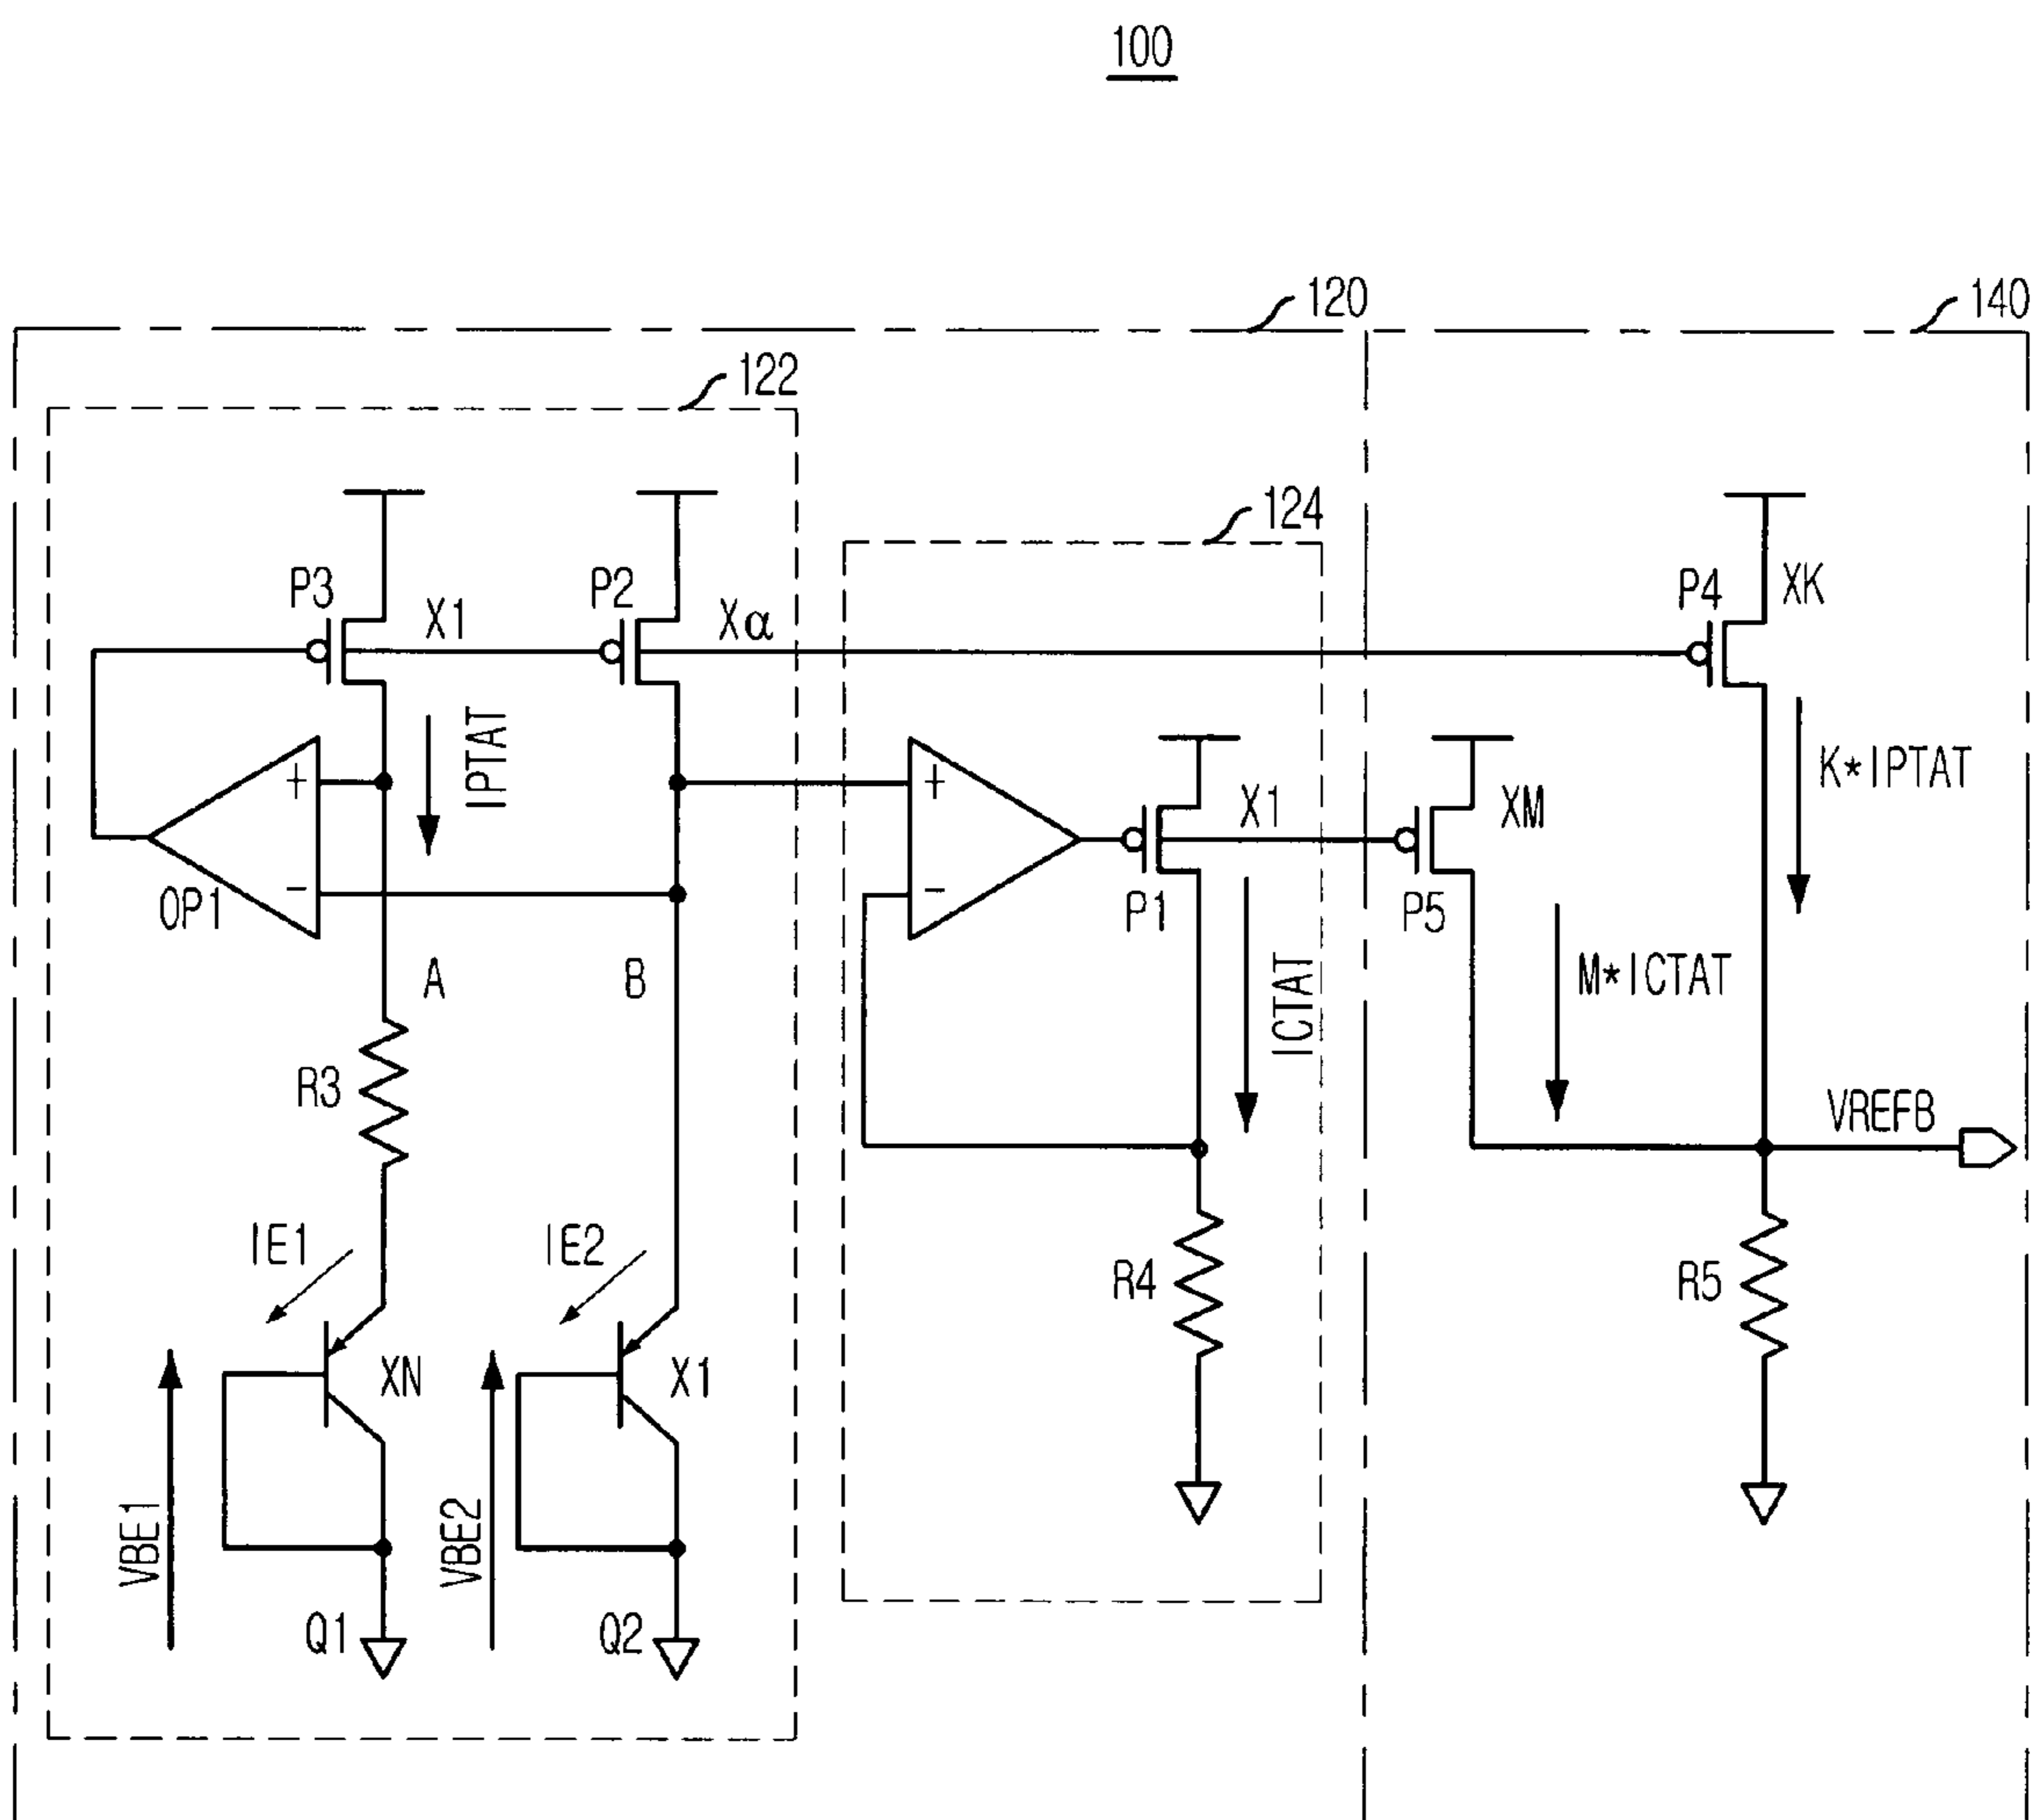 100
120
140
122
124
P3
X1
P2
Xα
P4
XK
IPTAT
+
−
OP1
A
B
+
−
X1
P1
ICTAT
XM
P5
M*ICTAT
K*IPTAT
VREFB
R3
IE1
IE2
R4
R5
XN
X1
VBE1
VBE2
Q1
Q2